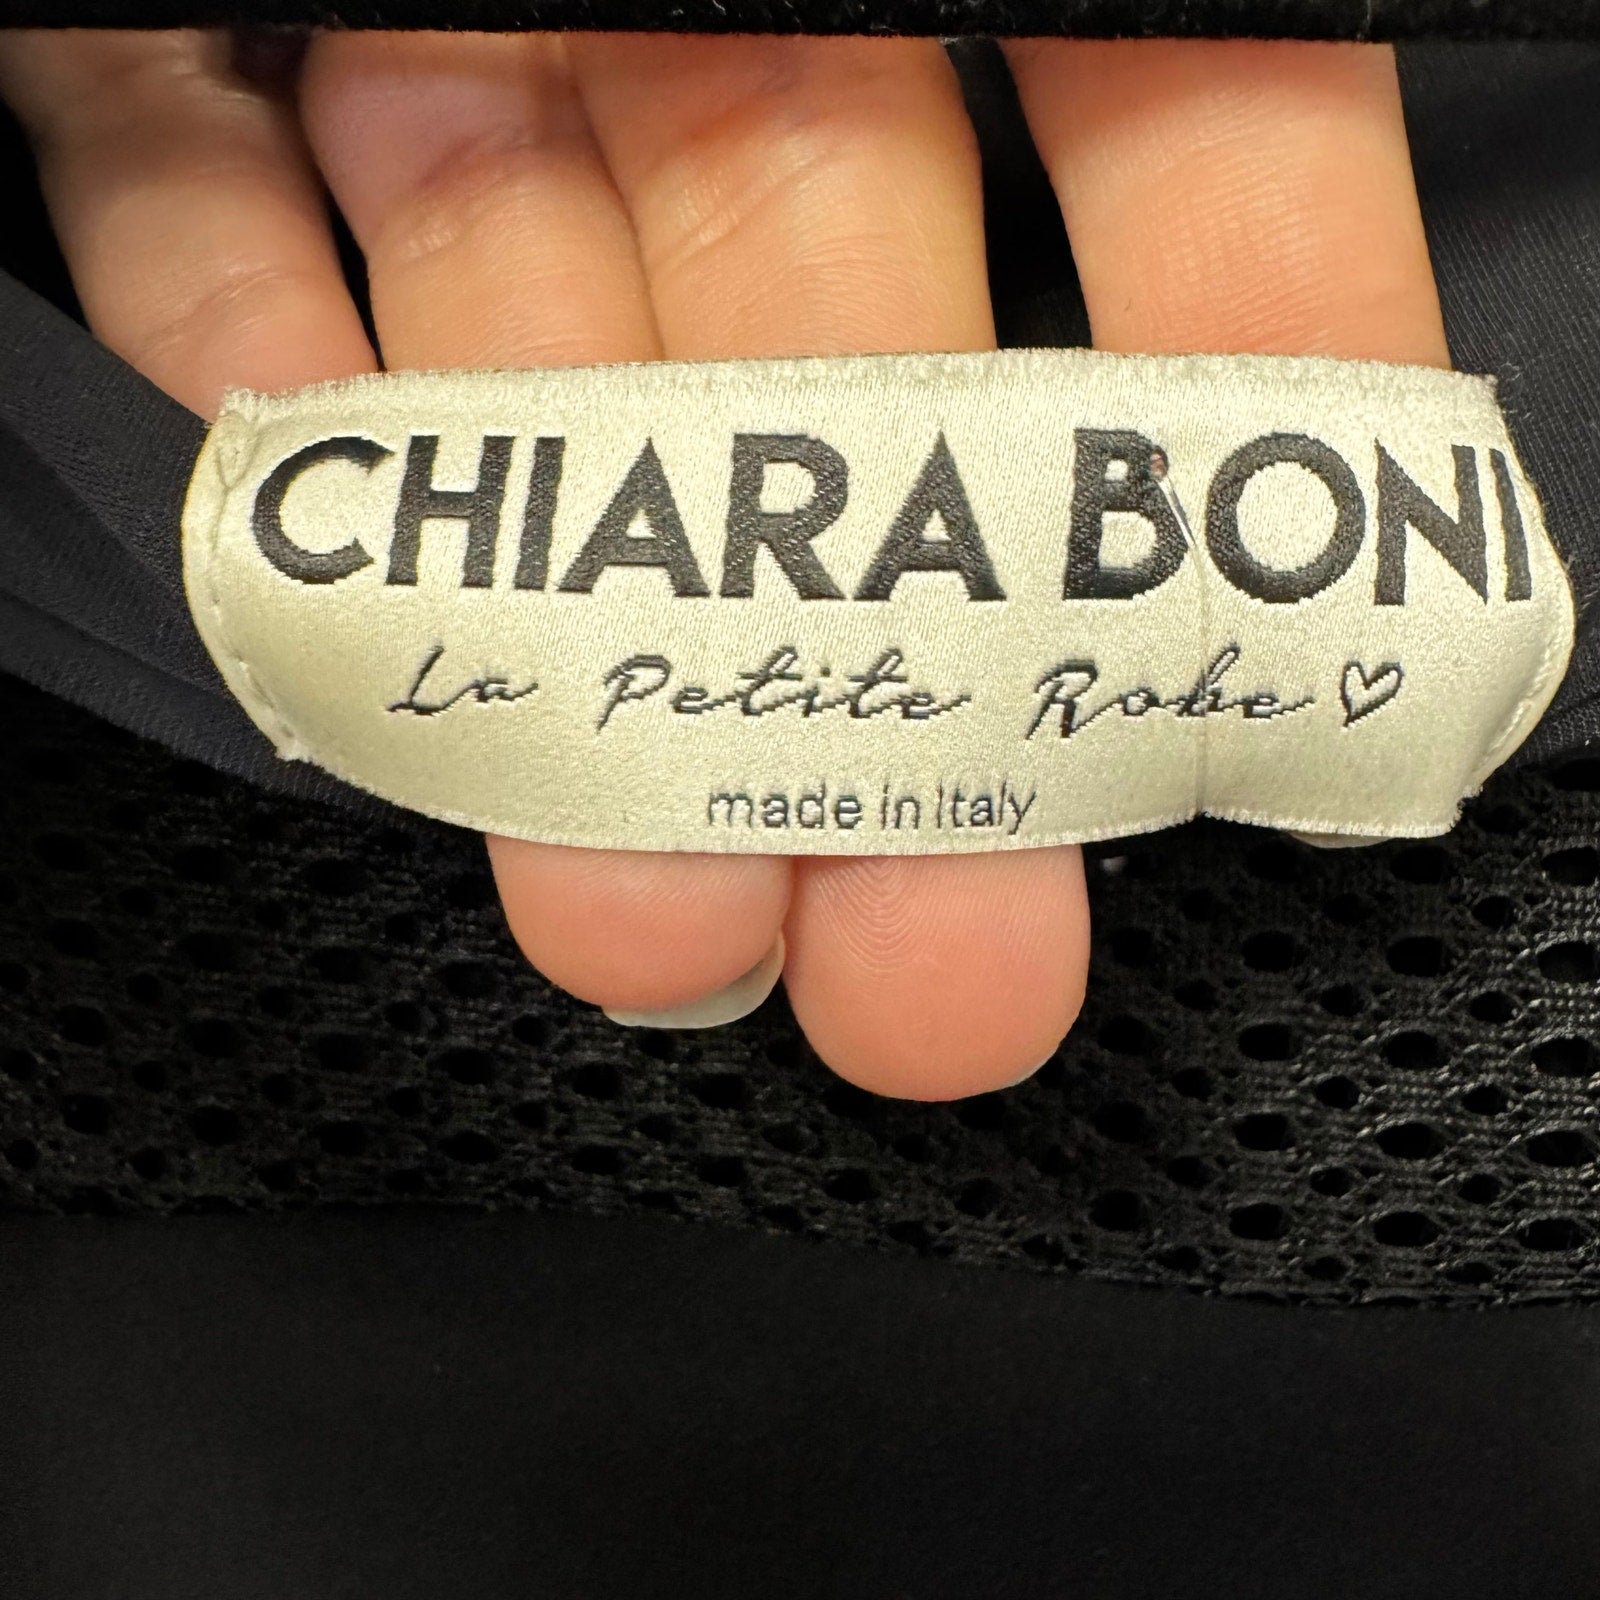 CHIARA BONI
La Petite Robe ♡
made in Italy